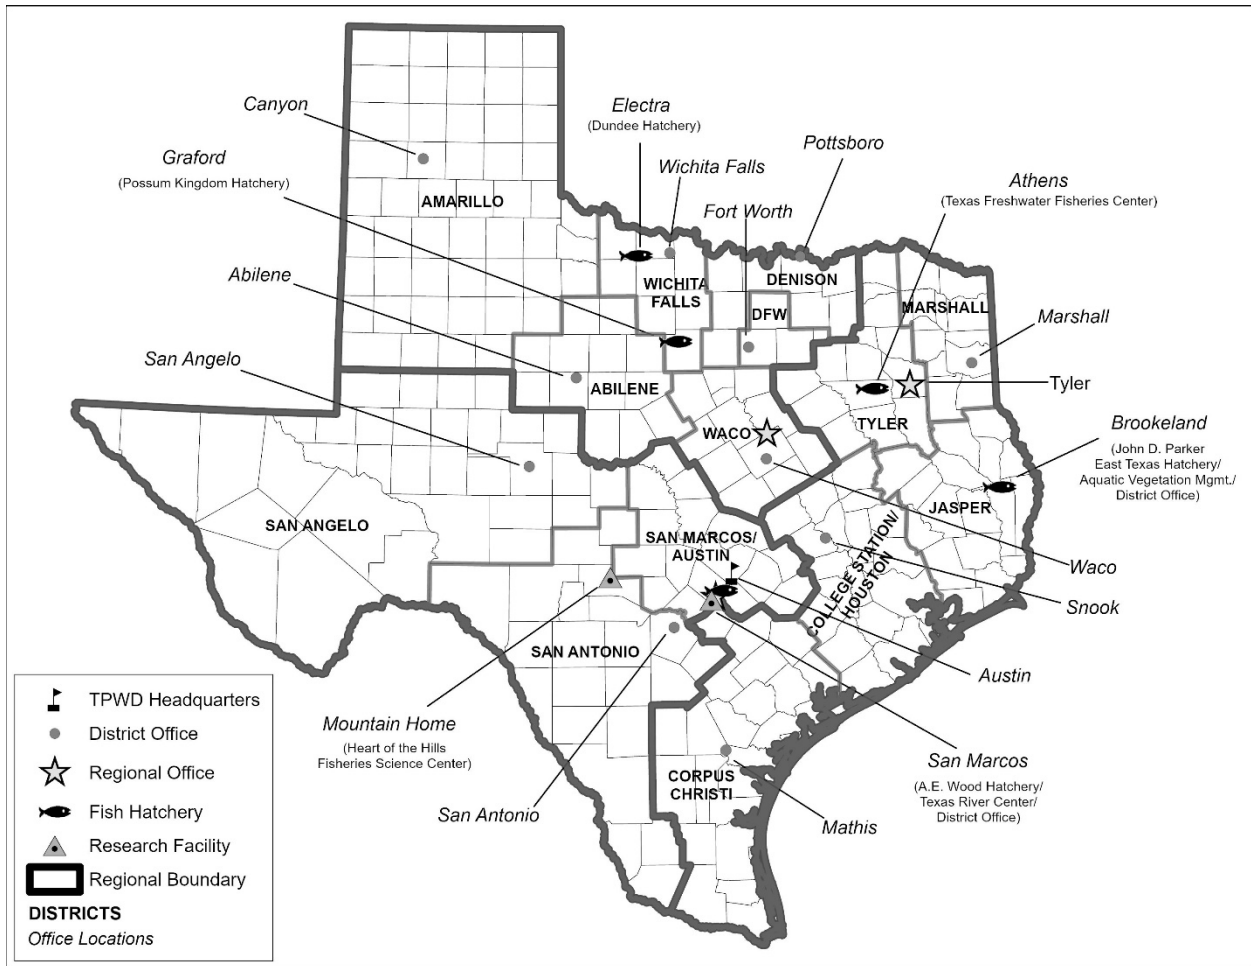 Canyon
Graford
(Possum Kingdom Hatchery)
Abilene
San Angelo
Electra
(Dundee Hatchery)
Wichita Falls
Fort Worth
Pottsboro
Athens
(Texas Freshwater Fisheries Center)
Marshall
Tyler
Brookeland
(John D. Parker
East Texas Hatchery/
Aquatic Vegetation Mgmt./
District Office)
Waco
Snook
Austin
San Marcos
(A.E. Wood Hatchery/
Texas River Center/
District Office)
Mathis
San Antonio
Mountain Home
(Heart of the Hills
Fisheries Science Center)
AMARILLO
WICHITA
FALLS
DENISON
DFW
MARSHALL
ABILENE
WACO
TYLER
JASPER
SAN ANGELO
SAN MARCOS/
AUSTIN
COLLEGE STATION/
HOUSTON
SAN ANTONIO
CORPUS
CHRISTI
TPWD Headquarters
District Office
Regional Office
Fish Hatchery
Research Facility
Regional Boundary
DISTRICTS
Office Locations